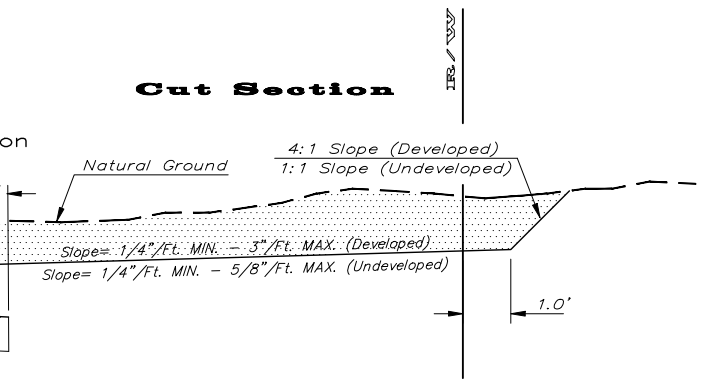 R/W
Cut Section
on
Natural Ground
4:1 Slope (Developed)
1:1 Slope (Undeveloped)
Slope= 1/4"/Ft. MIN. - 3"/Ft. MAX. (Developed)
Slope= 1/4"/Ft. MIN. - 5/8"/Ft. MAX. (Undeveloped)
1.0'